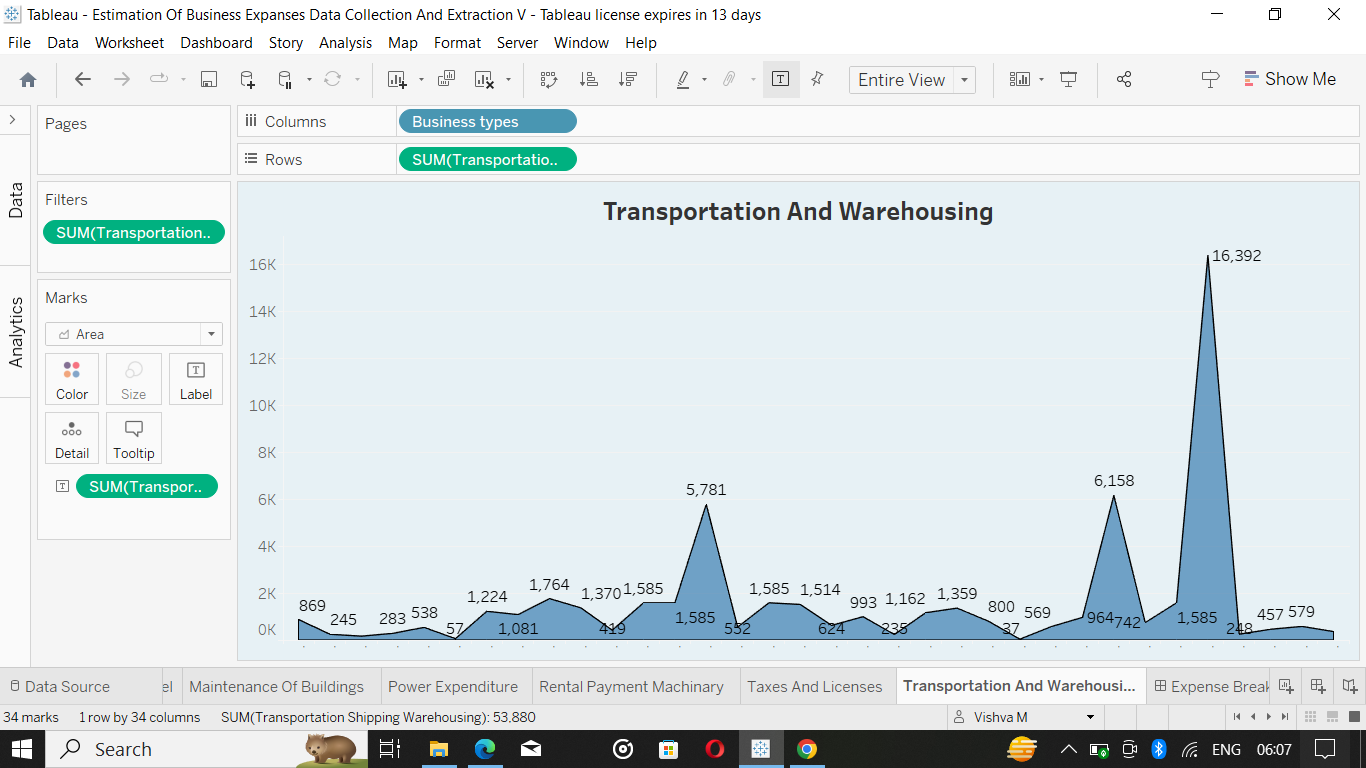 Tableau - Estimation Of Business Expanses Data Collection And Extraction V - Tableau license expires in 13 days
File Data Worksheet Dashboard Story Analysis Map Format Server Window Help
Entire View
Show Me
Pages
Columns
Business types
Rows
SUM(Transportatio..
Data
Analytics
Filters
SUM(Transportation..
Marks
Area
Color Size Label
Detail Tooltip
SUM(Transpor..
Transportation And Warehousing
16K
14K
12K
10K
8K
6K
4K
2K
0K
869
245
283
538
57
1,224
1,081
1,764
1,370
419
1,585
1,585
5,781
532
1,585
1,514
624
993
235
1,162
1,359
800
37
569
964
6,158
742
1,585
16,392
248
457
579
Data Source el Maintenance Of Buildings Power Expenditure Rental Payment Machinary Taxes And Licenses Transportation And Warehousi... Expense Break
34 marks 1 row by 34 columns SUM(Transportation Shipping Warehousing): 53,880 Vishva M
Search ENG 06:07